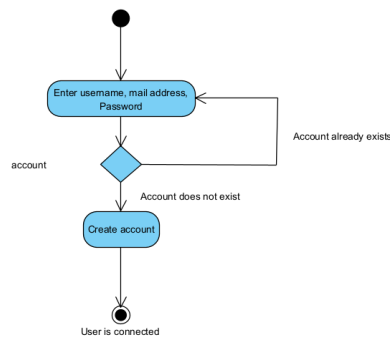 Enter username, mail address,
Password
Account already exists
account
Account does not exist
Create account
User is connected